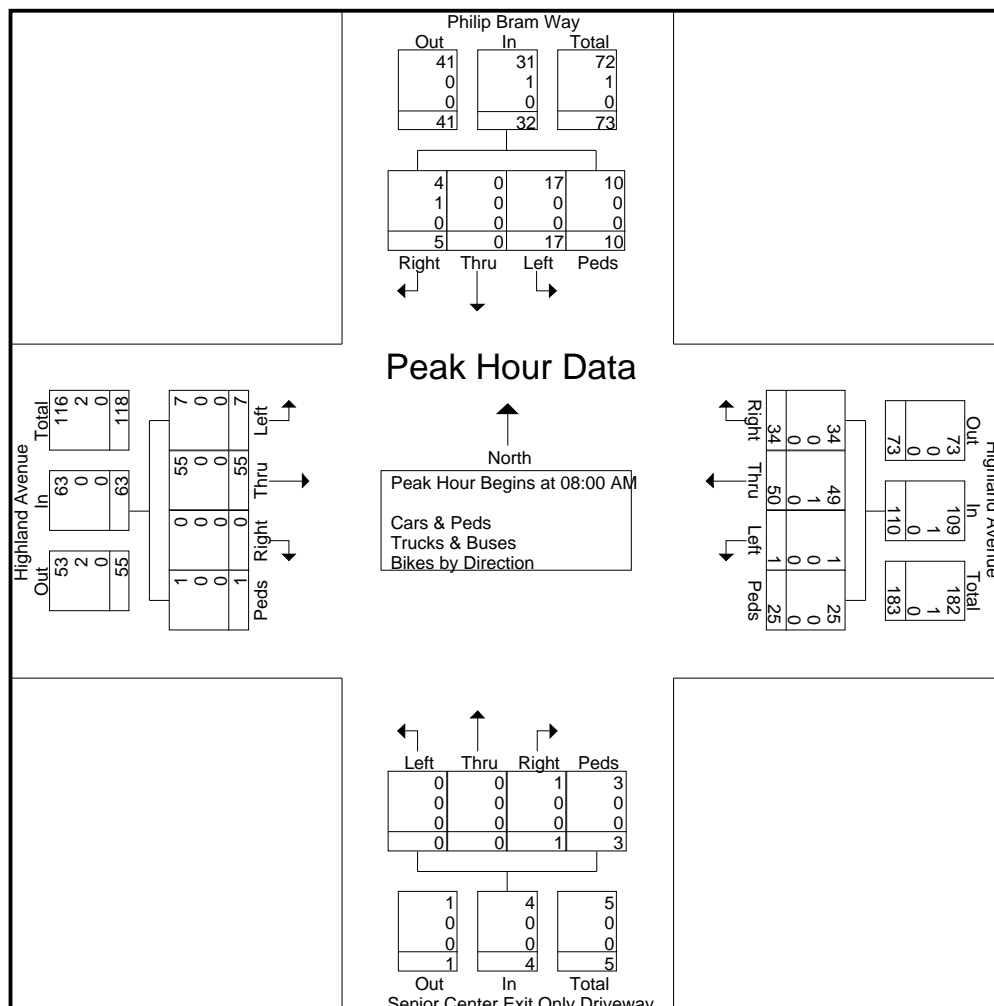 Philip Bram Way
Out In Total
41 31 72
0 1 1
0 0 0
41 32 73
4 0 17 10
1 0 0 0
0 0 0 0
5 0 17 10
Right Thru Left Peds
Peak Hour Data
North
Peak Hour Begins at 08:00 AM
Cars & Peds
Trucks & Buses
Bikes by Direction
Highland Avenue
Out In Total
53 63 116
2 0 2
0 0 0
55 63 118
Peds Right Thru Left
1 0 55 7
0 0 0 0
0 0 0 0
1 0 55 7
Highland Avenue
Out In Total
73 109 182
0 1 1
0 0 0
73 110 183
34 49 1 25
0 1 0 0
0 0 0 0
34 50 1 25
Right Thru Left Peds
Left Thru Right Peds
0 0 1 3
0 0 0 0
0 0 0 0
0 0 1 3
1 4 5
0 0 0
0 0 0
1 4 5
Out In Total
Senior Center Exit Only Driveway